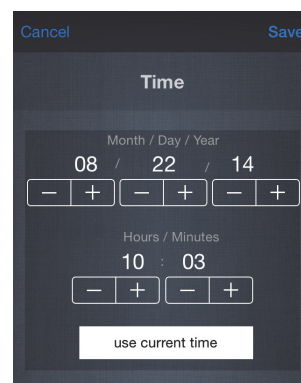 Cancel Save
Time
Month / Day / Year
08 / 22 / 14
− + − + − +
Hours / Minutes
10 : 03
− + − +
use current time